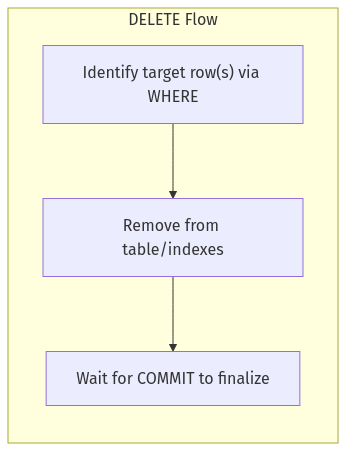 DELETE Flow
Identify target row(s) via
WHERE
Remove from
table/indexes
Wait for COMMIT to finalize